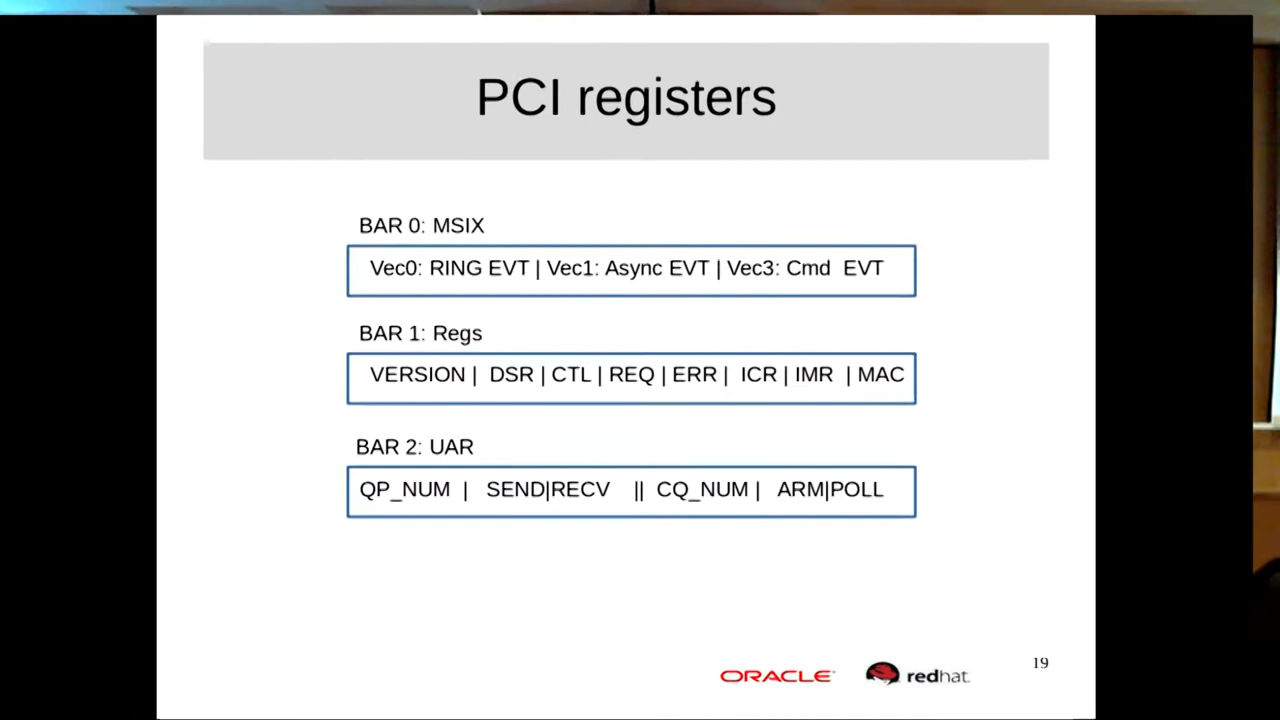 PCI registers
BAR 0: MSIX
Vec0: RING EVT | Vec1: Async EVT | Vec3: Cmd EVT
BAR 1: Regs
VERSION | DSR | CTL | REQ | ERR | ICR | IMR | MAC
BAR 2: UAR
QP_NUM | SEND|RECV || CQ_NUM | ARM|POLL
ORACLE redhat.
19